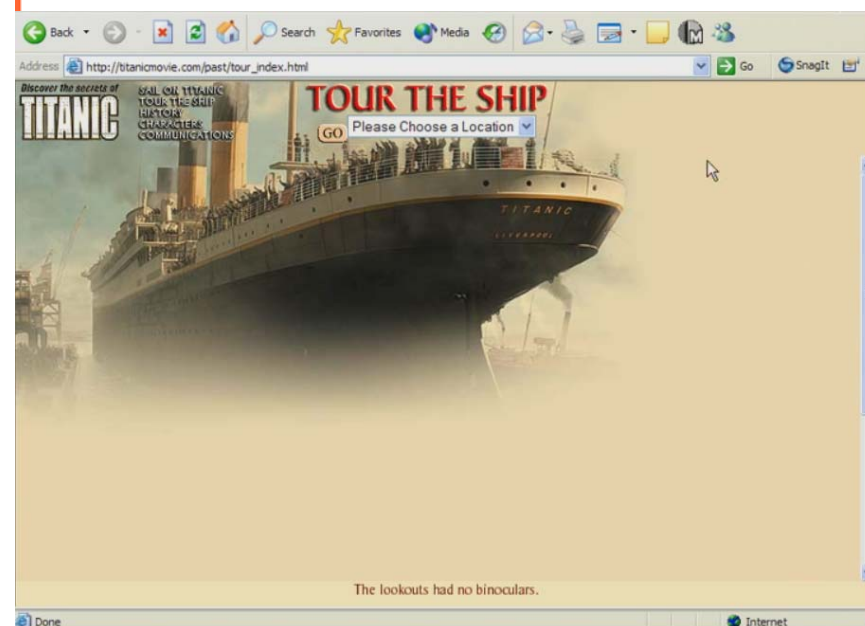 Back Search Favorites Media
Address http://titanicmovie.com/past/tour_index.html Go SnagIt
Discover the secrets of
TITANIC
SAIL ON TITANIC
TOUR THE SHIP
HISTORY
CHARACTERS
COMMUNICATIONS
TOUR THE SHIP
GO Please Choose a Location
TITANIC
LIVERPOOL
The lookouts had no binoculars.
Done Internet